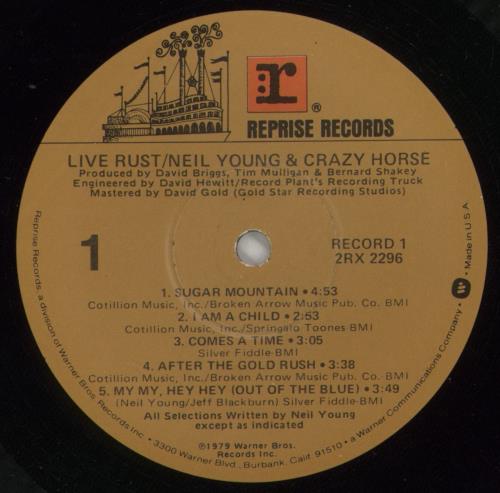 r
®
REPRISE RECORDS
LIVE RUST/NEIL YOUNG & CRAZY HORSE
Produced by David Briggs, Tim Mulligan & Bernard Shakey
Engineered by David Hewitt/Record Plant's Recording Truck
Mastered by David Gold (Gold Star Recording Studios)
1
RECORD 1
2RX 2296
1. SUGAR MOUNTAIN • 4:53
Cotillion Music, Inc./Broken Arrow Music Pub. Co. BMI
2. I AM A CHILD • 2:53
Cotillion Music, Inc./Springalo Toones-BMI
3. COMES A TIME • 3:05
Silver Fiddle-BMI
4. AFTER THE GOLD RUSH • 3:38
Cotillion Music, Inc./Broken Arrow Music Pub. Co.-BMI
5. MY MY, HEY HEY (OUT OF THE BLUE) • 3:49
(Neil Young/Jeff Blackburn) Silver Fiddle-BMI
All Selections Written by Neil Young
except as indicated
©1979 Warner Bros.
Records Inc.
Reprise Records, a division of Warner Bros. Records Inc. • 3300 Warner Blvd., Burbank, Calif. 91510 • a Warner Communications Company •
Made in U.S.A.